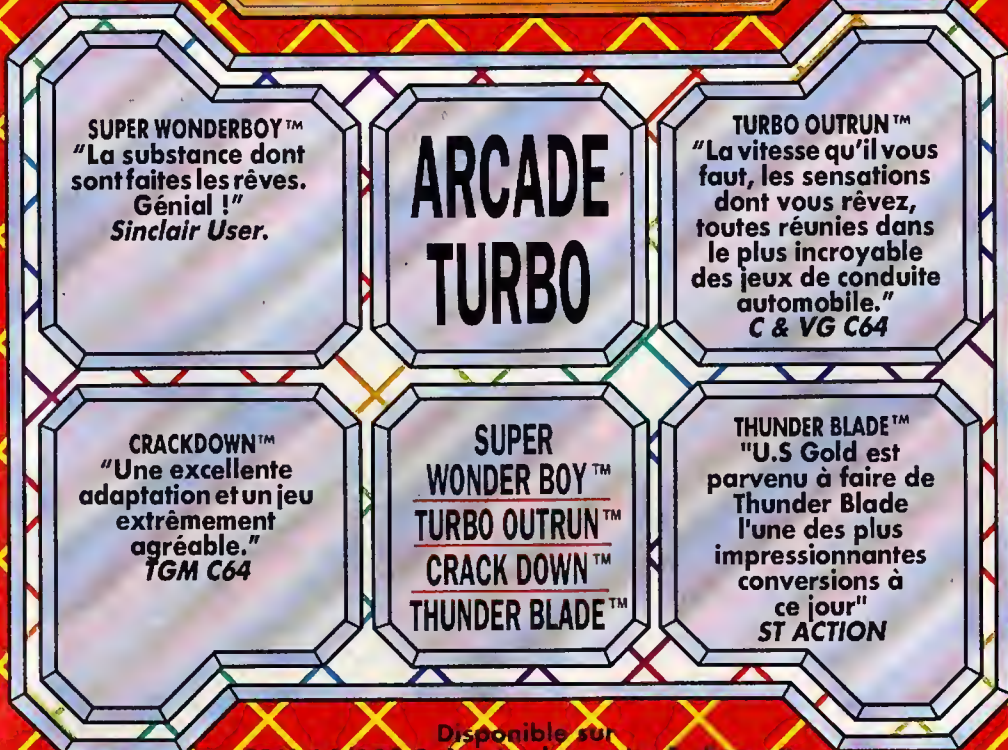 SUPER WONDERBOY™
"La substance dont
sont faites les rêves.
Génial !"
Sinclair User.
ARCADE
TURBO
TURBO OUTRUN™
"La vitesse qu'il vous
faut, les sensations
dont vous rêvez,
toutes réunies dans
le plus incroyable
des jeux de conduite
automobile."
C & VG C64
CRACKDOWN™
"Une excellente
adaptation et un jeu
extrêmement
agréable."
TGM C64
SUPER
WONDER BOY™
TURBO OUTRUN™
CRACK DOWN™
THUNDER BLADE™
THUNDER BLADE™
"U.S Gold est
parvenu à faire de
Thunder Blade
l'une des plus
impressionnantes
conversions à
ce jour"
ST ACTION
Disponible sur